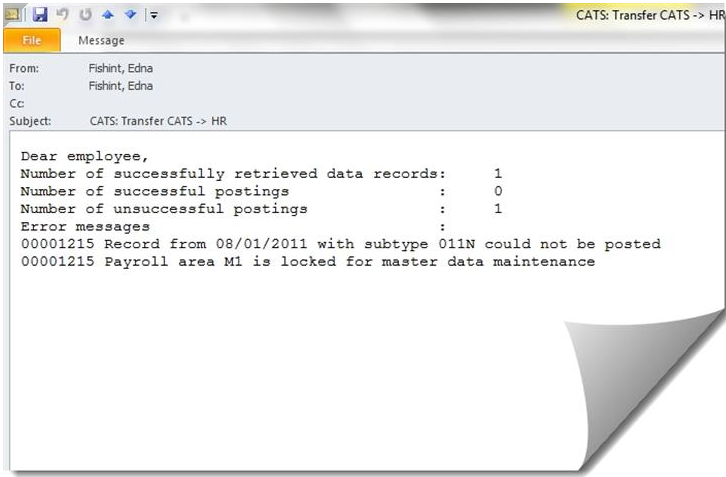 CATS: Transfer CATS -> HR
File Message
From: Fishint, Edna
To: Fishint, Edna
Cc:
Subject: CATS: Transfer CATS -> HR
Dear employee,
Number of successfully retrieved data records: 1
Number of successful postings : 0
Number of unsuccessful postings : 1
Error messages :
00001215 Record from 08/01/2011 with subtype 011N could not be posted
00001215 Payroll area M1 is locked for master data maintenance